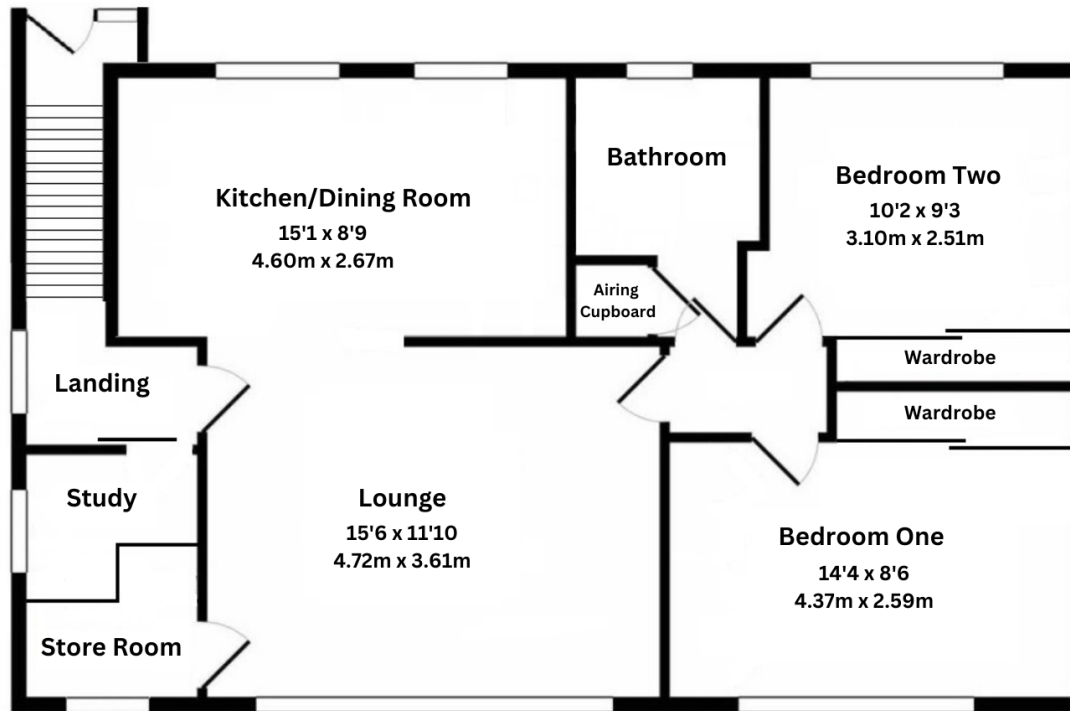 Kitchen/Dining Room
15'1 x 8'9
4.60m x 2.67m
Bathroom
Bedroom Two
10'2 x 9'3
3.10m x 2.51m
Airing
Cupboard
Wardrobe
Wardrobe
Landing
Study
Lounge
15'6 x 11'10
4.72m x 3.61m
Bedroom One
14'4 x 8'6
4.37m x 2.59m
Store Room